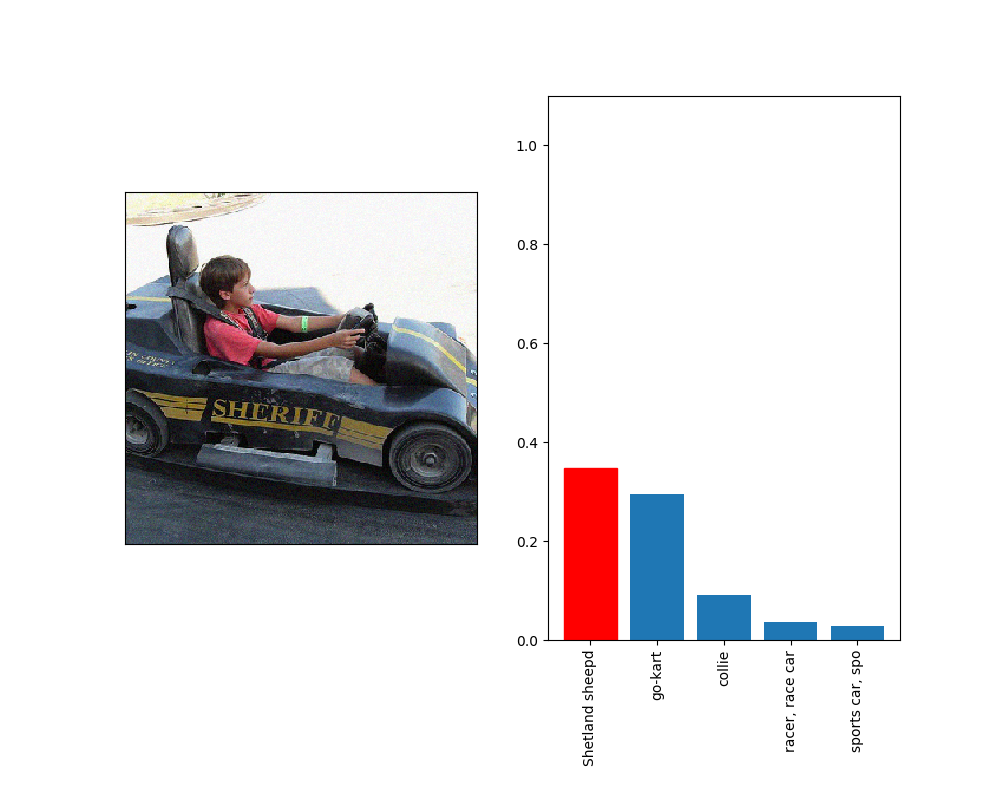 SHERIFF
1.0
0.8
0.6
0.4
0.2
0.0
Shetland sheepd
go-kart
collie
racer, race car
sports car, spo